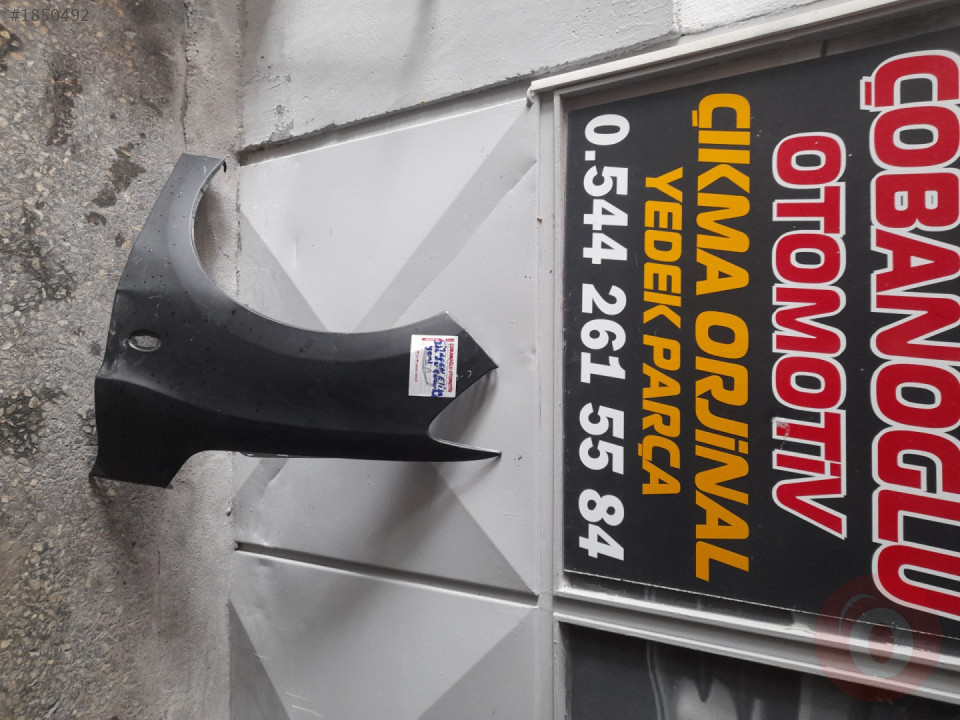 #1850492
ÇOBANOĞLU
OTOMOTİV
ÇIKMA ORJİNAL
YEDEK PARÇA
0.544 261 55 84